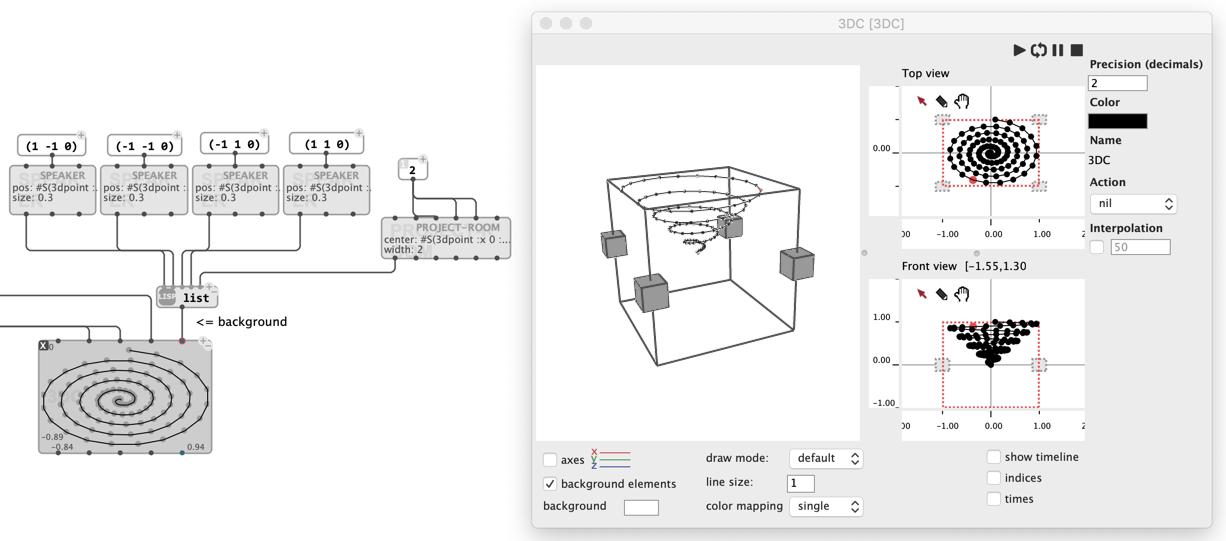 3DC [3DC]
(1 -1 0)
(-1 -1 0)
(-1 1 0)
(1 1 0)
2
SPEAKER
pos: #S(3dpoint :.
size: 0.3
SPEAKER
pos: #S(3dpoint :.
size: 0.3
SPEAKER
pos: #S(3dpoint :.
size: 0.3
SPEAKER
pos: #S(3dpoint :.
size: 0.3
PROJECT-ROOM
center: #S(3dpoint :x 0 :...
width: 2
LISP list
<= background
X
-0.89
-0.84
0.94
Top view
0.00
-1.00
0.00
1.00
Front view [-1.55,1.30
1.00
0.00
-1.00
-1.00
0.00
1.00
Precision (decimals)
2
Color
Name
3DC
Action
nil
Interpolation
50
axes
X
Y
Z
background elements
background
draw mode:
default
line size:
1
color mapping
single
show timeline
indices
times